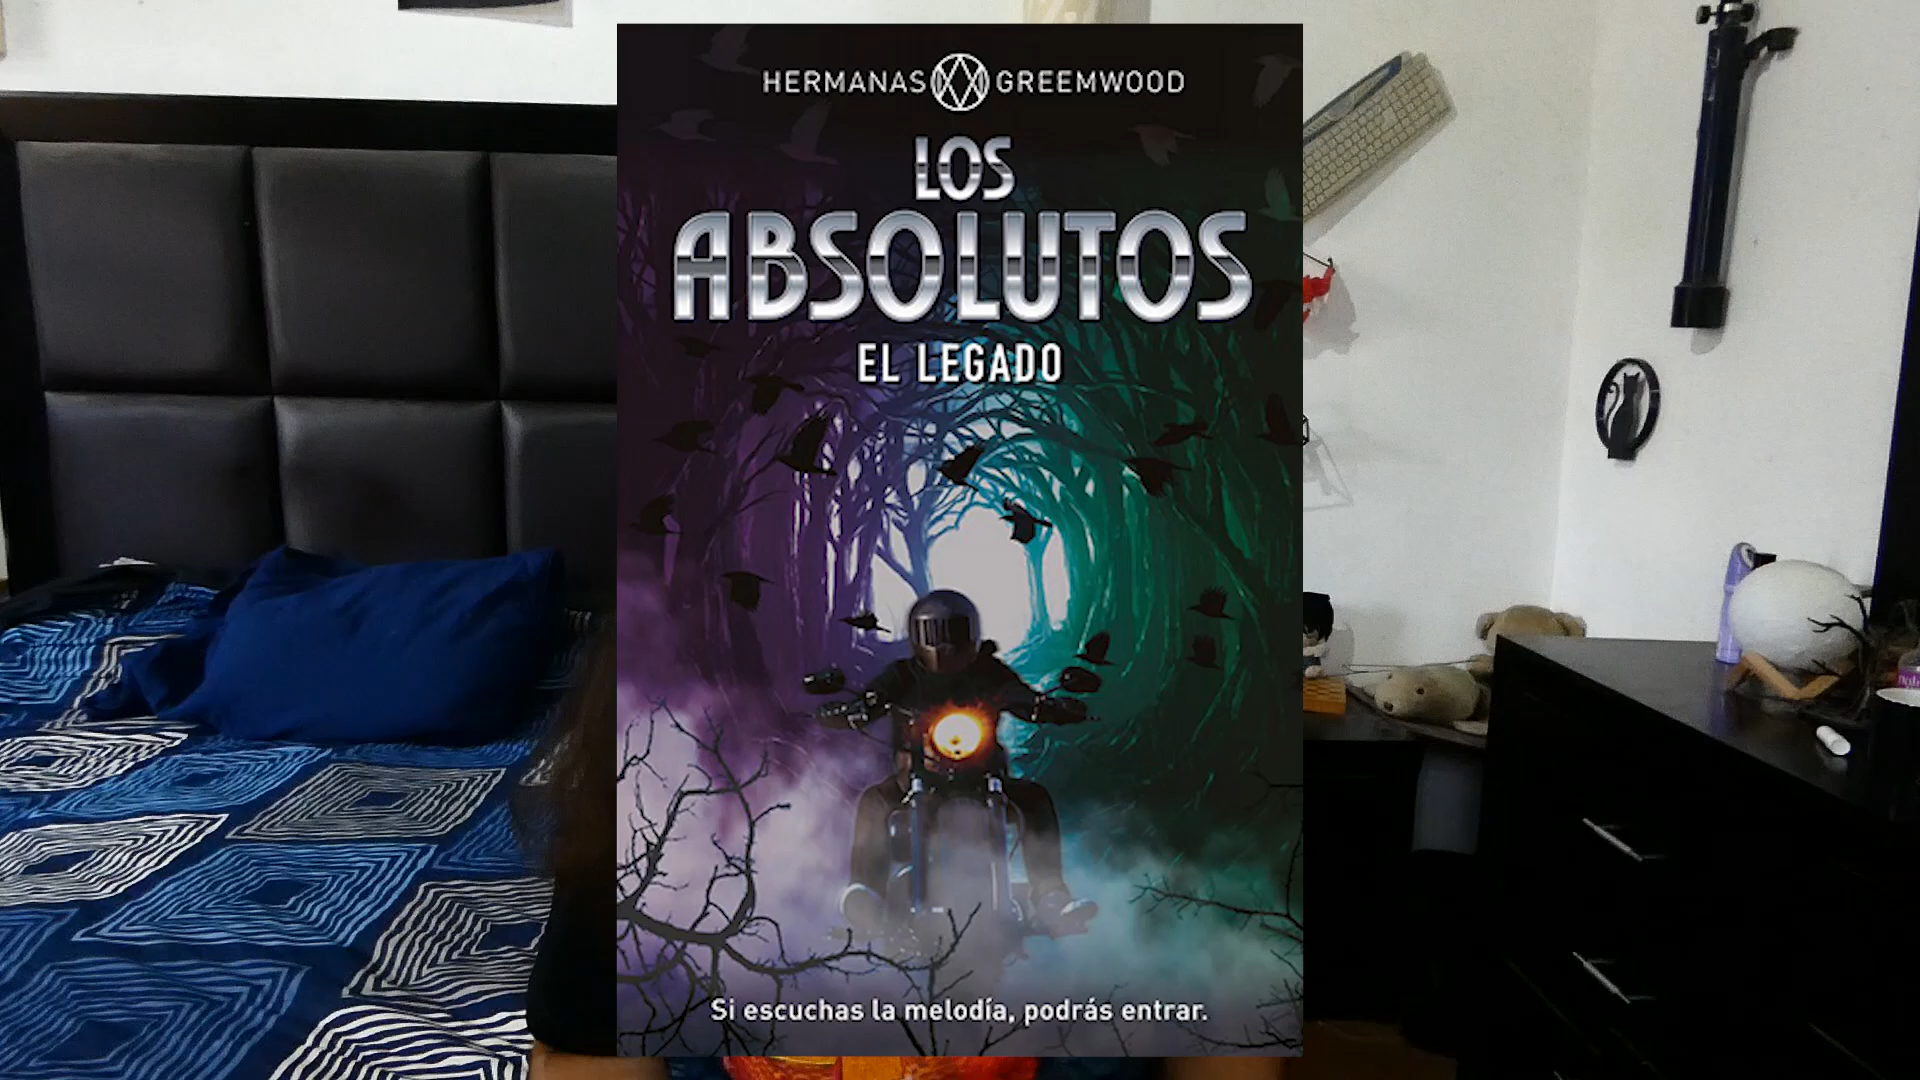 HERMANAS GREEMWOOD
LOS
ABSOLUTOS
EL LEGADO
Si escuchas la melodía, podrás entrar.